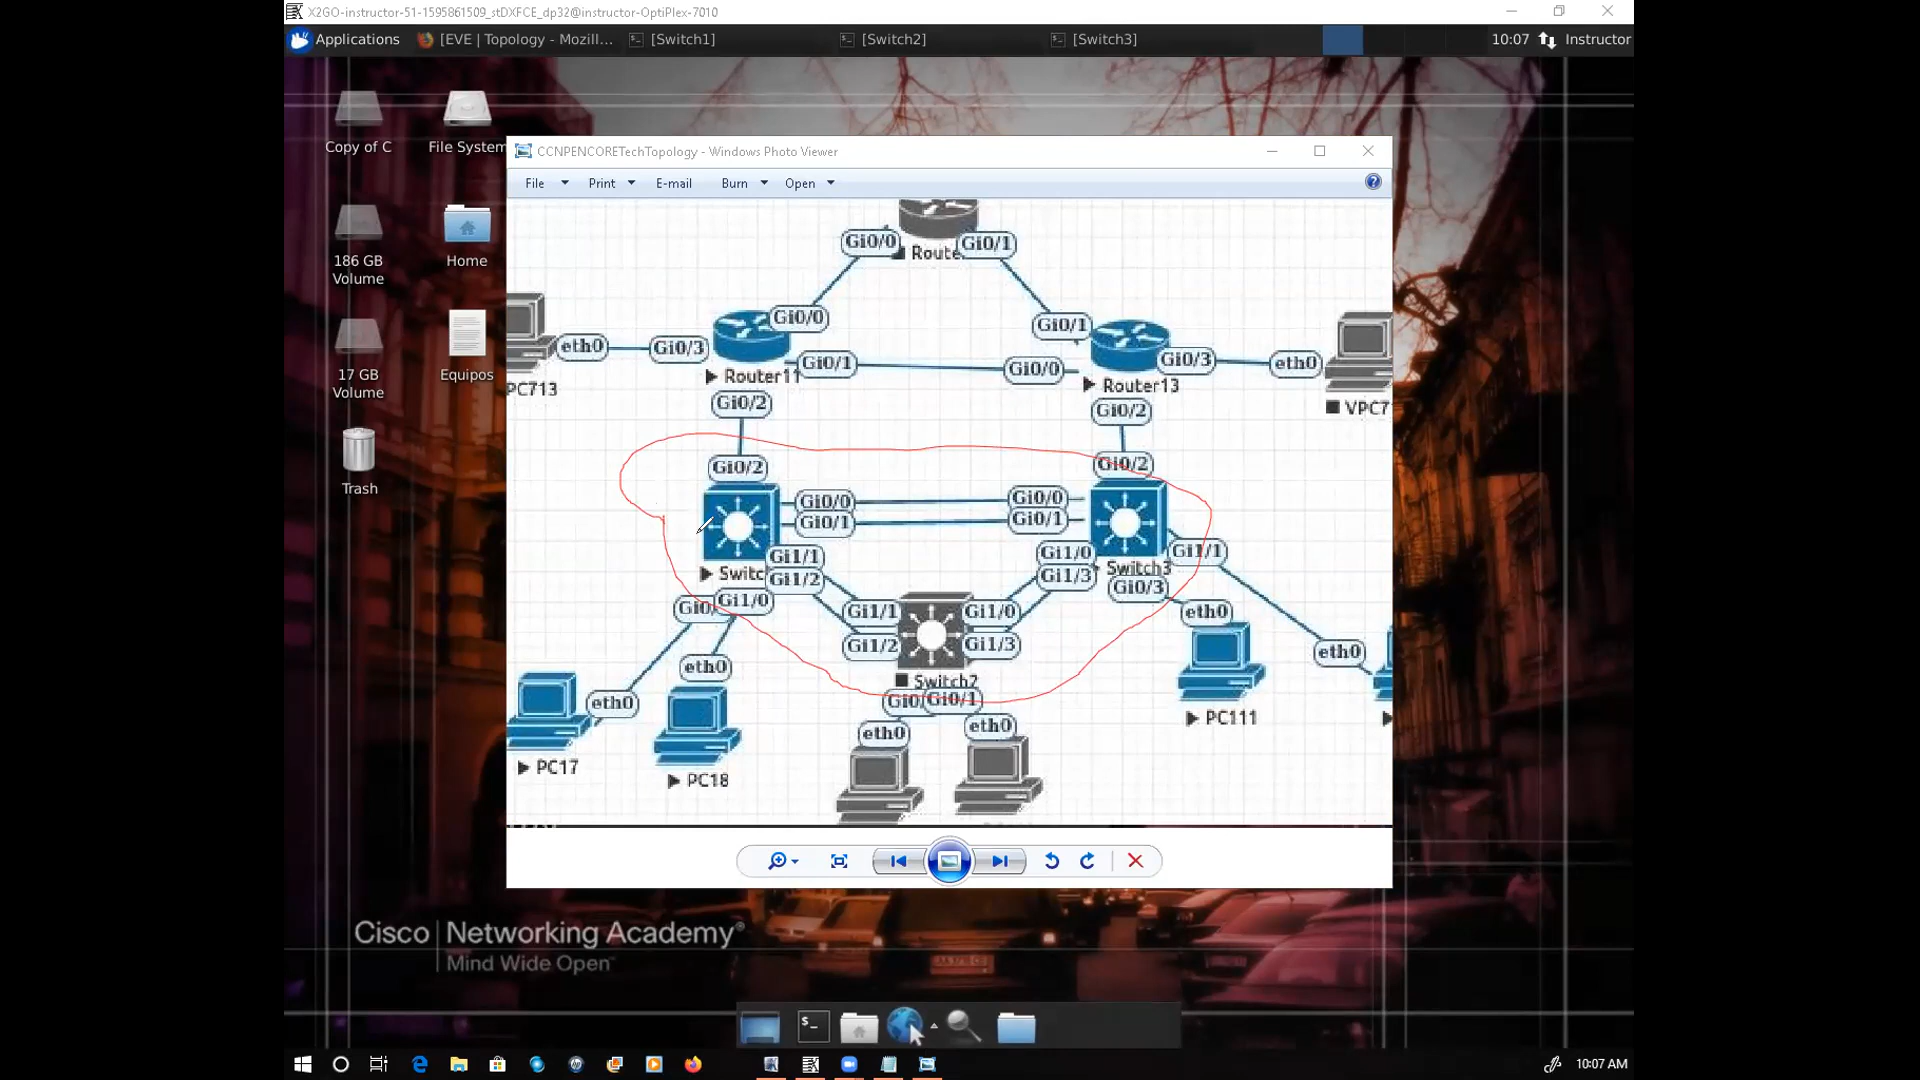 X2GO-instructor-51-1595861509_stDXFCE_dp32@instructor-OptiPlex-7010
Applications
[EVE | Topology - Mozill...
[Switch1]
[Switch2]
[Switch3]
10:07
Instructor
Copy of C
File System
186 GB
Volume
Home
17 GB
Volume
Equipos
Trash
CCNPENCORETechTopology - Windows Photo Viewer
File
Print
E-mail
Burn
Open
Gi0/0
Gi0/1
Route
Gi0/0
Gi0/1
eth0
Gi0/3
Gi0/1
Gi0/0
Gi0/3
eth0
PC713
Router11
Router13
VPC7
Gi0/2
Gi0/2
Gi0/2
Gi0/2
Gi0/0
Gi0/0
Gi0/1
Gi0/1
Gi1/1
Gi1/0
Gi1/1
Switc
Gi1/2
Gi1/3
Switch3
Gi0/3
Gi0/
Gi1/0
Gi1/1
Gi1/0
eth0
Gi1/2
Gi1/3
eth0
eth0
Switch2
eth0
Gi0/
Gi0/1
eth0
eth0
PC111
PC17
PC18
Cisco | Networking Academy
Mind Wide Open
10:07 AM